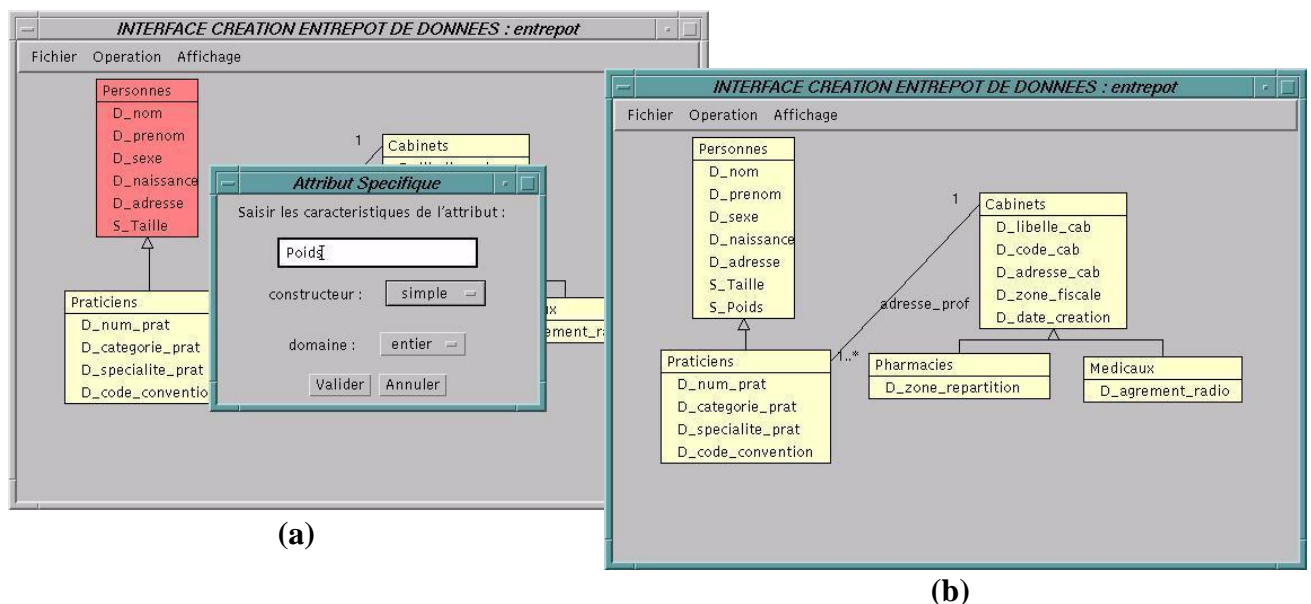 INTERFACE CREATION ENTREPOT DE DONNEES : entrepot
Fichier Operation Affichage
Personnes
D_nom
D_prenom
D_sexe
D_naissance
D_adresse
S_Taille
1
Cabinets
Attribut Specifique
Saisir les caracteristiques de l'attribut :
Poids
constructeur : simple
domaine : entier
Valider Annuler
Praticiens
D_num_prat
D_categorie_prat
D_specialite_prat
D_code_conventio
ux
ement_r
(a)
INTERFACE CREATION ENTREPOT DE DONNEES : entrepot
Fichier Operation Affichage
Personnes
D_nom
D_prenom
D_sexe
D_naissance
D_adresse
S_Taille
S_Poids
1
Cabinets
D_libelle_cab
D_code_cab
D_adresse_cab
D_zone_fiscale
D_date_creation
adresse_prof
1..*
Praticiens
D_num_prat
D_categorie_prat
D_specialite_prat
D_code_convention
Pharmacies
D_zone_repartition
Medicaux
D_agrement_radio
(b)